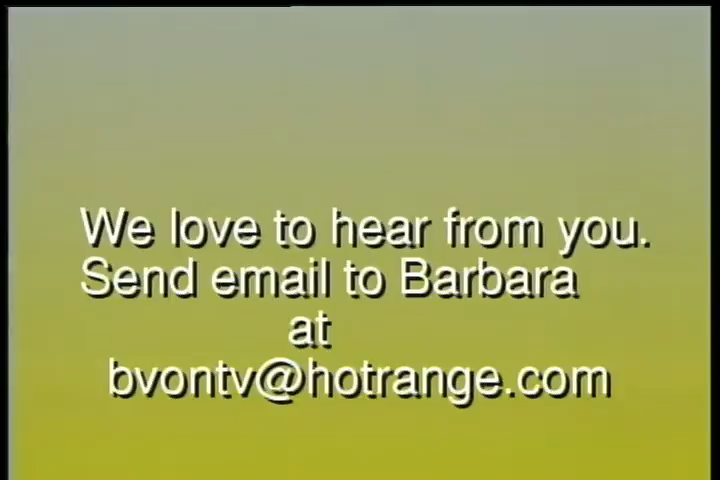 We love to hear from you.
Send email to Barbara
at
bvontv@hotrange.com